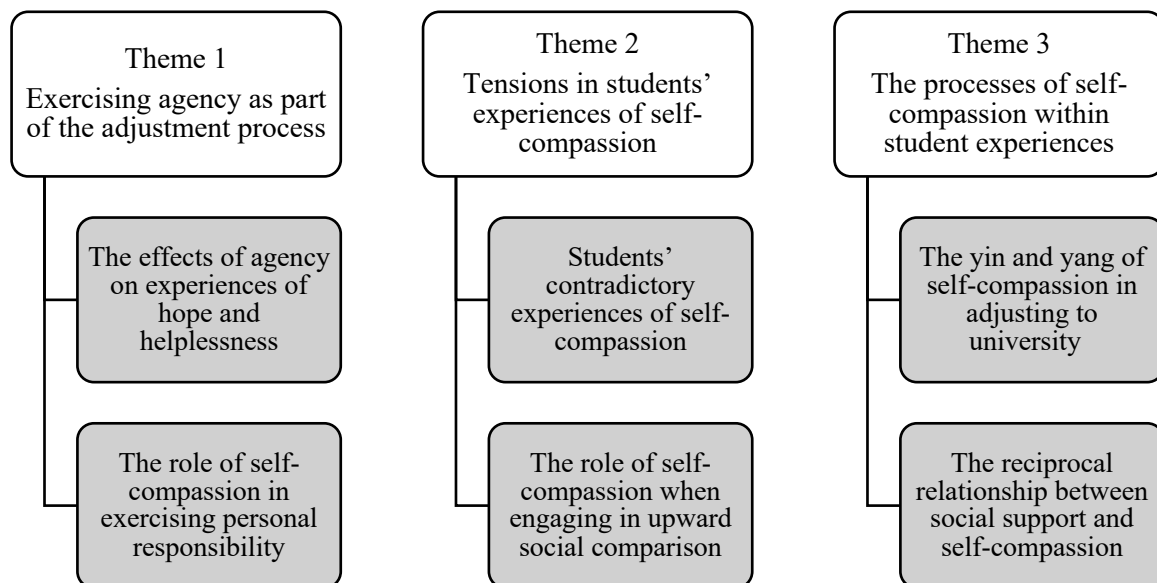 Theme 1
Exercising agency as part
of the adjustment process
The effects of agency
on experiences of
hope and
helplessness
The role of self-
compassion in
exercising personal
responsibility
Theme 2
Tensions in students’
experiences of self-
compassion
Students’
contradictory
experiences of self-
compassion
The role of self-
compassion when
engaging in upward
social comparison
Theme 3
The processes of self-
compassion within
student experiences
The yin and yang of
self-compassion in
adjusting to
university
The reciprocal
relationship between
social support and
self-compassion